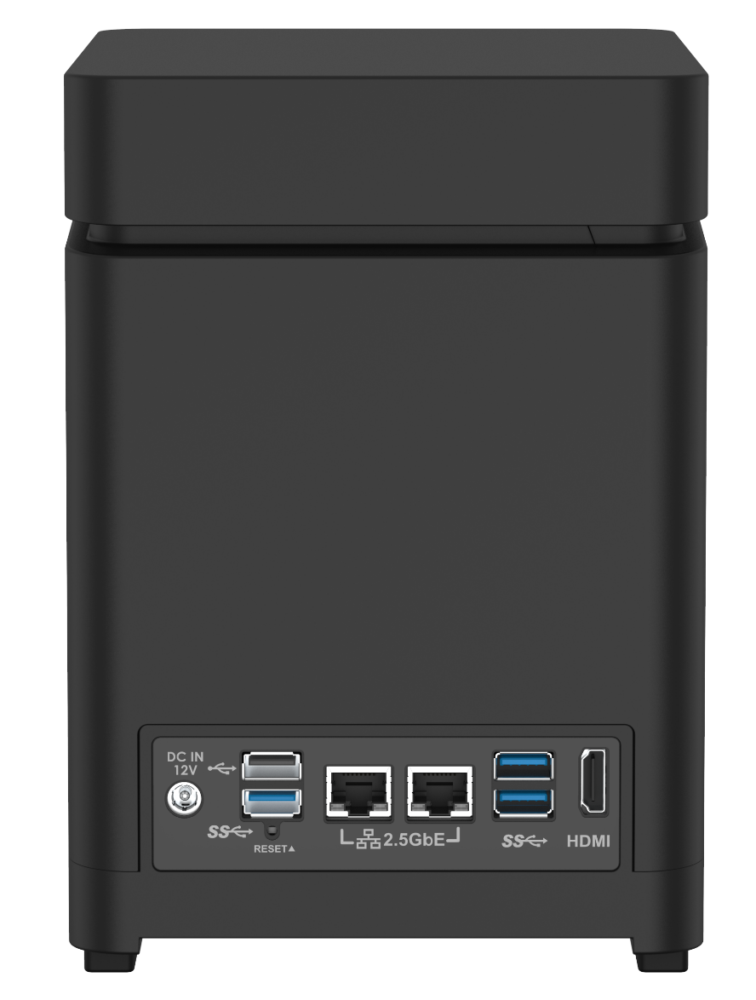 DC IN
12V
SS
RESET▲
2.5GbE
SS
HDMI